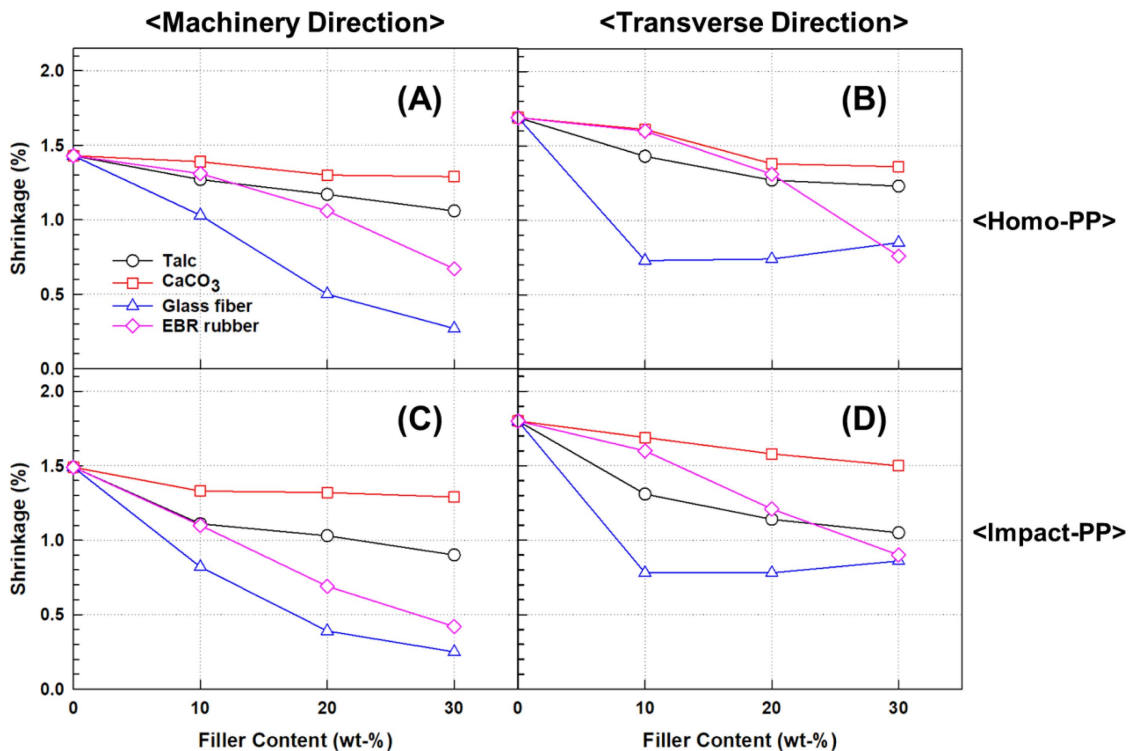 <Machinery Direction> <Transverse Direction>
(A) (B)
2.0
1.5
1.0
0.5
0.0
Shrinkage (%)
Talc
CaCO₃
Glass fiber
EBR rubber
<Homo-PP>
(C) (D)
2.0
1.5
1.0
0.5
0.0
Shrinkage (%)
<Impact-PP>
0 10 20 30 0 10 20 30
Filler Content (wt-%) Filler Content (wt-%)